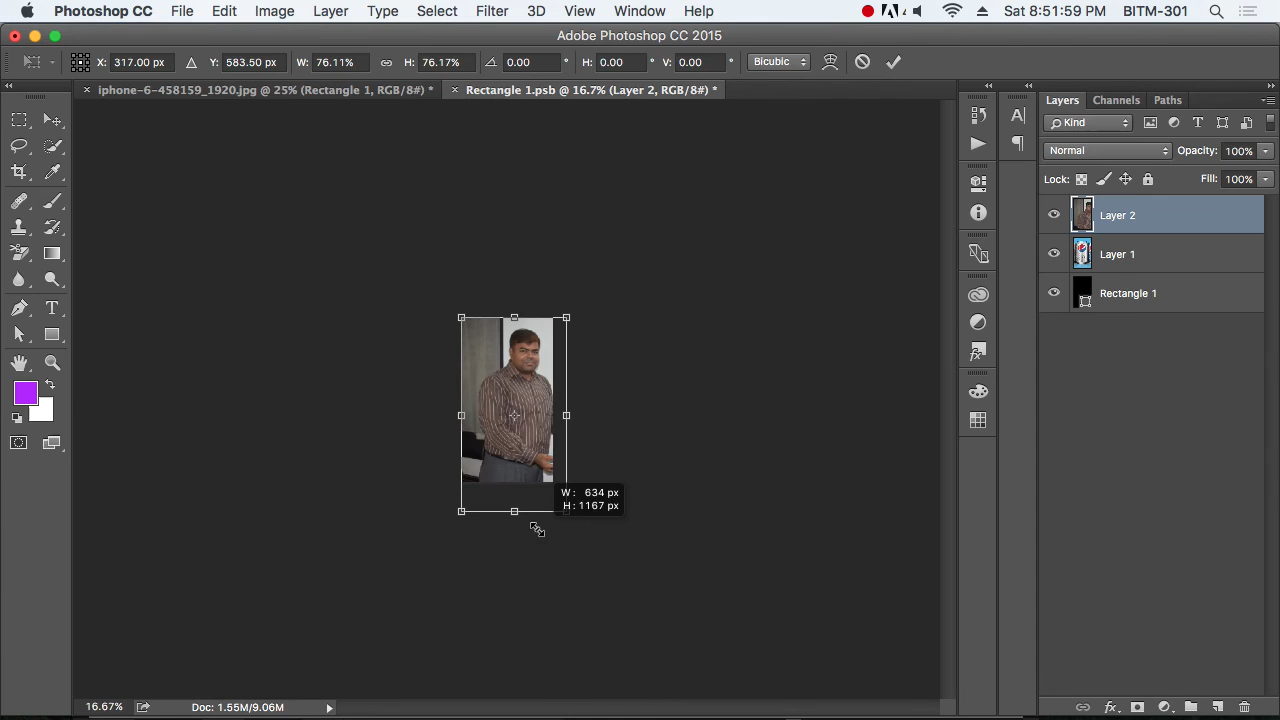 Photoshop CC File Edit Image Layer Type Select Filter 3D View Window Help 4 Sat 8:51:59 AM BITM-301
Adobe Photoshop CC 2015
X: 317.00 px Y: 583.50 px W: 76.11% H: 76.17% 0.00 ° H: 0.00 ° V: 0.00 ° Bicubic
iphone-6-458159_1920.jpg @ 25% (Rectangle 1, RGB/8#) * Rectangle 1.psb @ 16.7% (Layer 2, RGB/8#) *
Layers Channels Paths
Kind
Normal Opacity: 100%
Lock: Fill: 100%
Layer 2
Layer 1
Rectangle 1
W: 634 px
H: 1167 px
16.67% Doc: 1.55M/9.06M